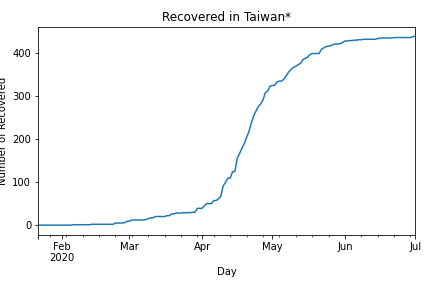 Recovered in Taiwan*
Number of Recovered
400
300
200
100
0
Feb
2020
Mar
Apr
May
Jun
Jul
Day